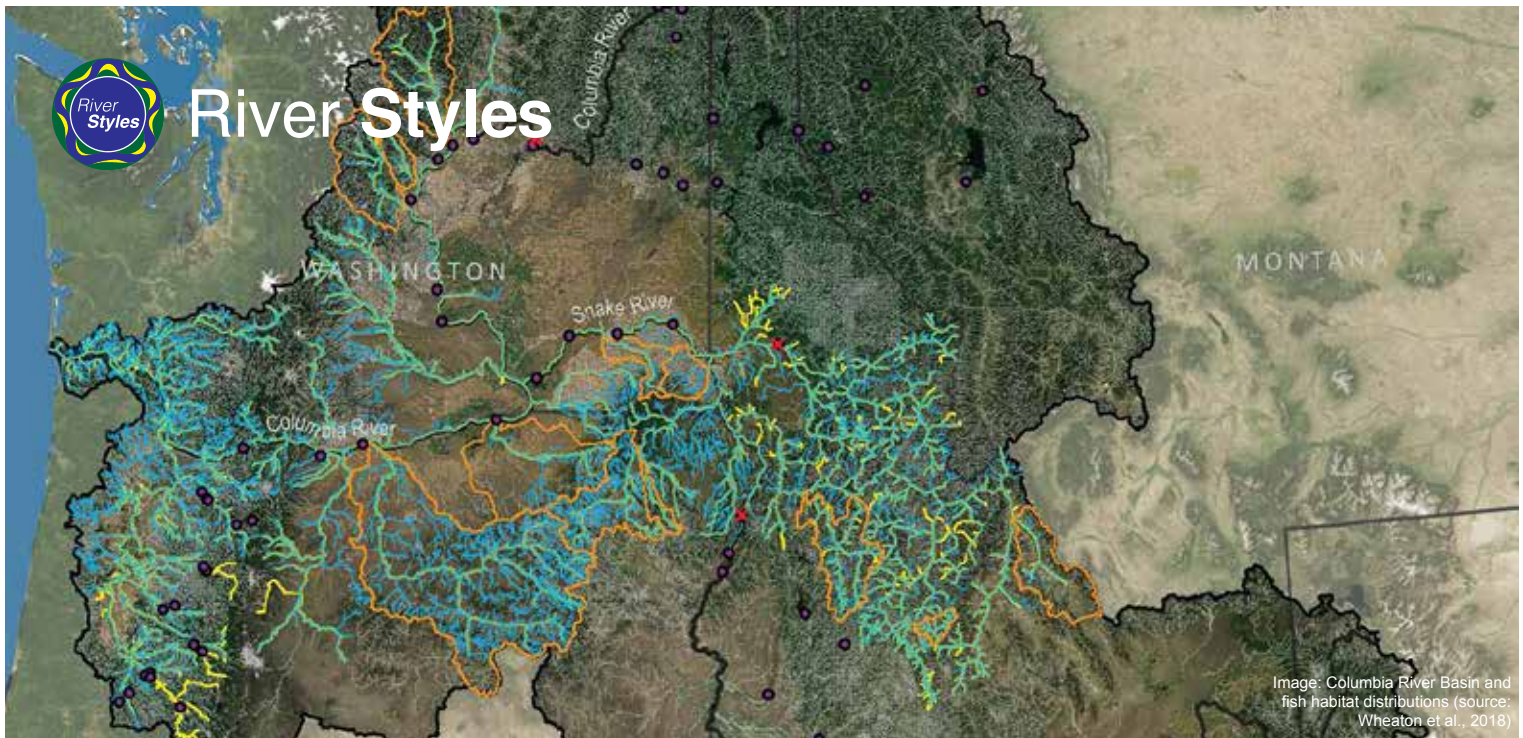 River
Styles
River Styles
Columbia River
WASHINGTON
MONTANA
Snake River
Columbia River
Image: Columbia River Basin and
fish habitat distributions (source:
Wheaton et al., 2018)